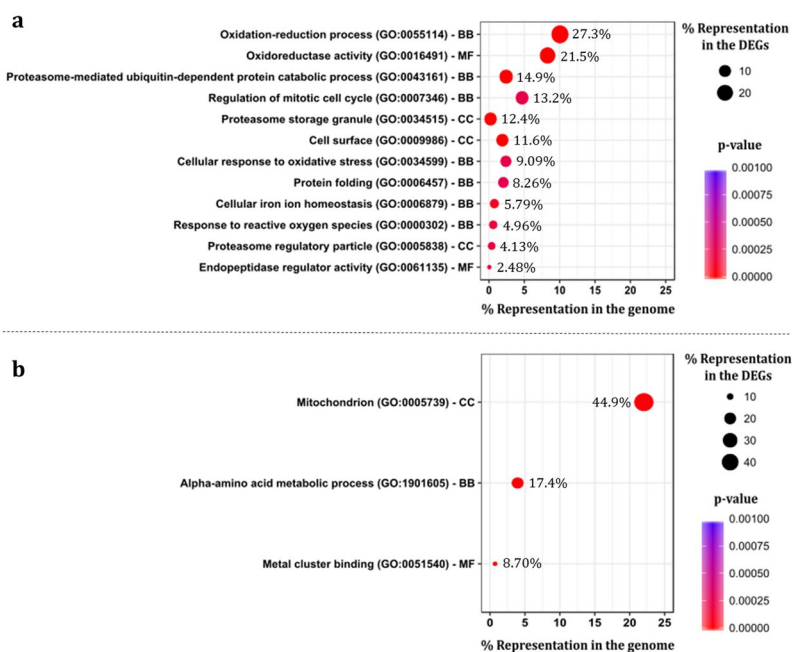 a
Oxidation-reduction process (GO:0055114) - BB
27.3%
Oxidoreductase activity (GO:0016491) - MF
21.5%
Proteasome-mediated ubiquitin-dependent protein catabolic process (GO:0043161) - BB
14.9%
Regulation of mitotic cell cycle (GO:0007346) - BB
13.2%
Proteasome storage granule (GO:0034515) - CC
12.4%
Cell surface (GO:0009986) - CC
11.6%
Cellular response to oxidative stress (GO:0034599) - BB
9.09%
Protein folding (GO:0006457) - BB
8.26%
Cellular iron ion homeostasis (GO:0006879) - BB
5.79%
Response to reactive oxygen species (GO:0000302) - BB
4.96%
Proteasome regulatory particle (GO:0005838) - CC
4.13%
Endopeptidase regulator activity (GO:0061135) - MF
2.48%
0 5 10 15 20 25
% Representation in the genome
% Representation
in the DEGs
10
20
p-value
0.00100
0.00075
0.00050
0.00025
0.00000
b
Mitochondrion (GO:0005739) - CC
44.9%
Alpha-amino acid metabolic process (GO:1901605) - BB
17.4%
Metal cluster binding (GO:0051540) - MF
8.70%
0 5 10 15 20 25
% Representation in the genome
% Representation
in the DEGs
10
20
30
40
p-value
0.00100
0.00075
0.00050
0.00025
0.00000